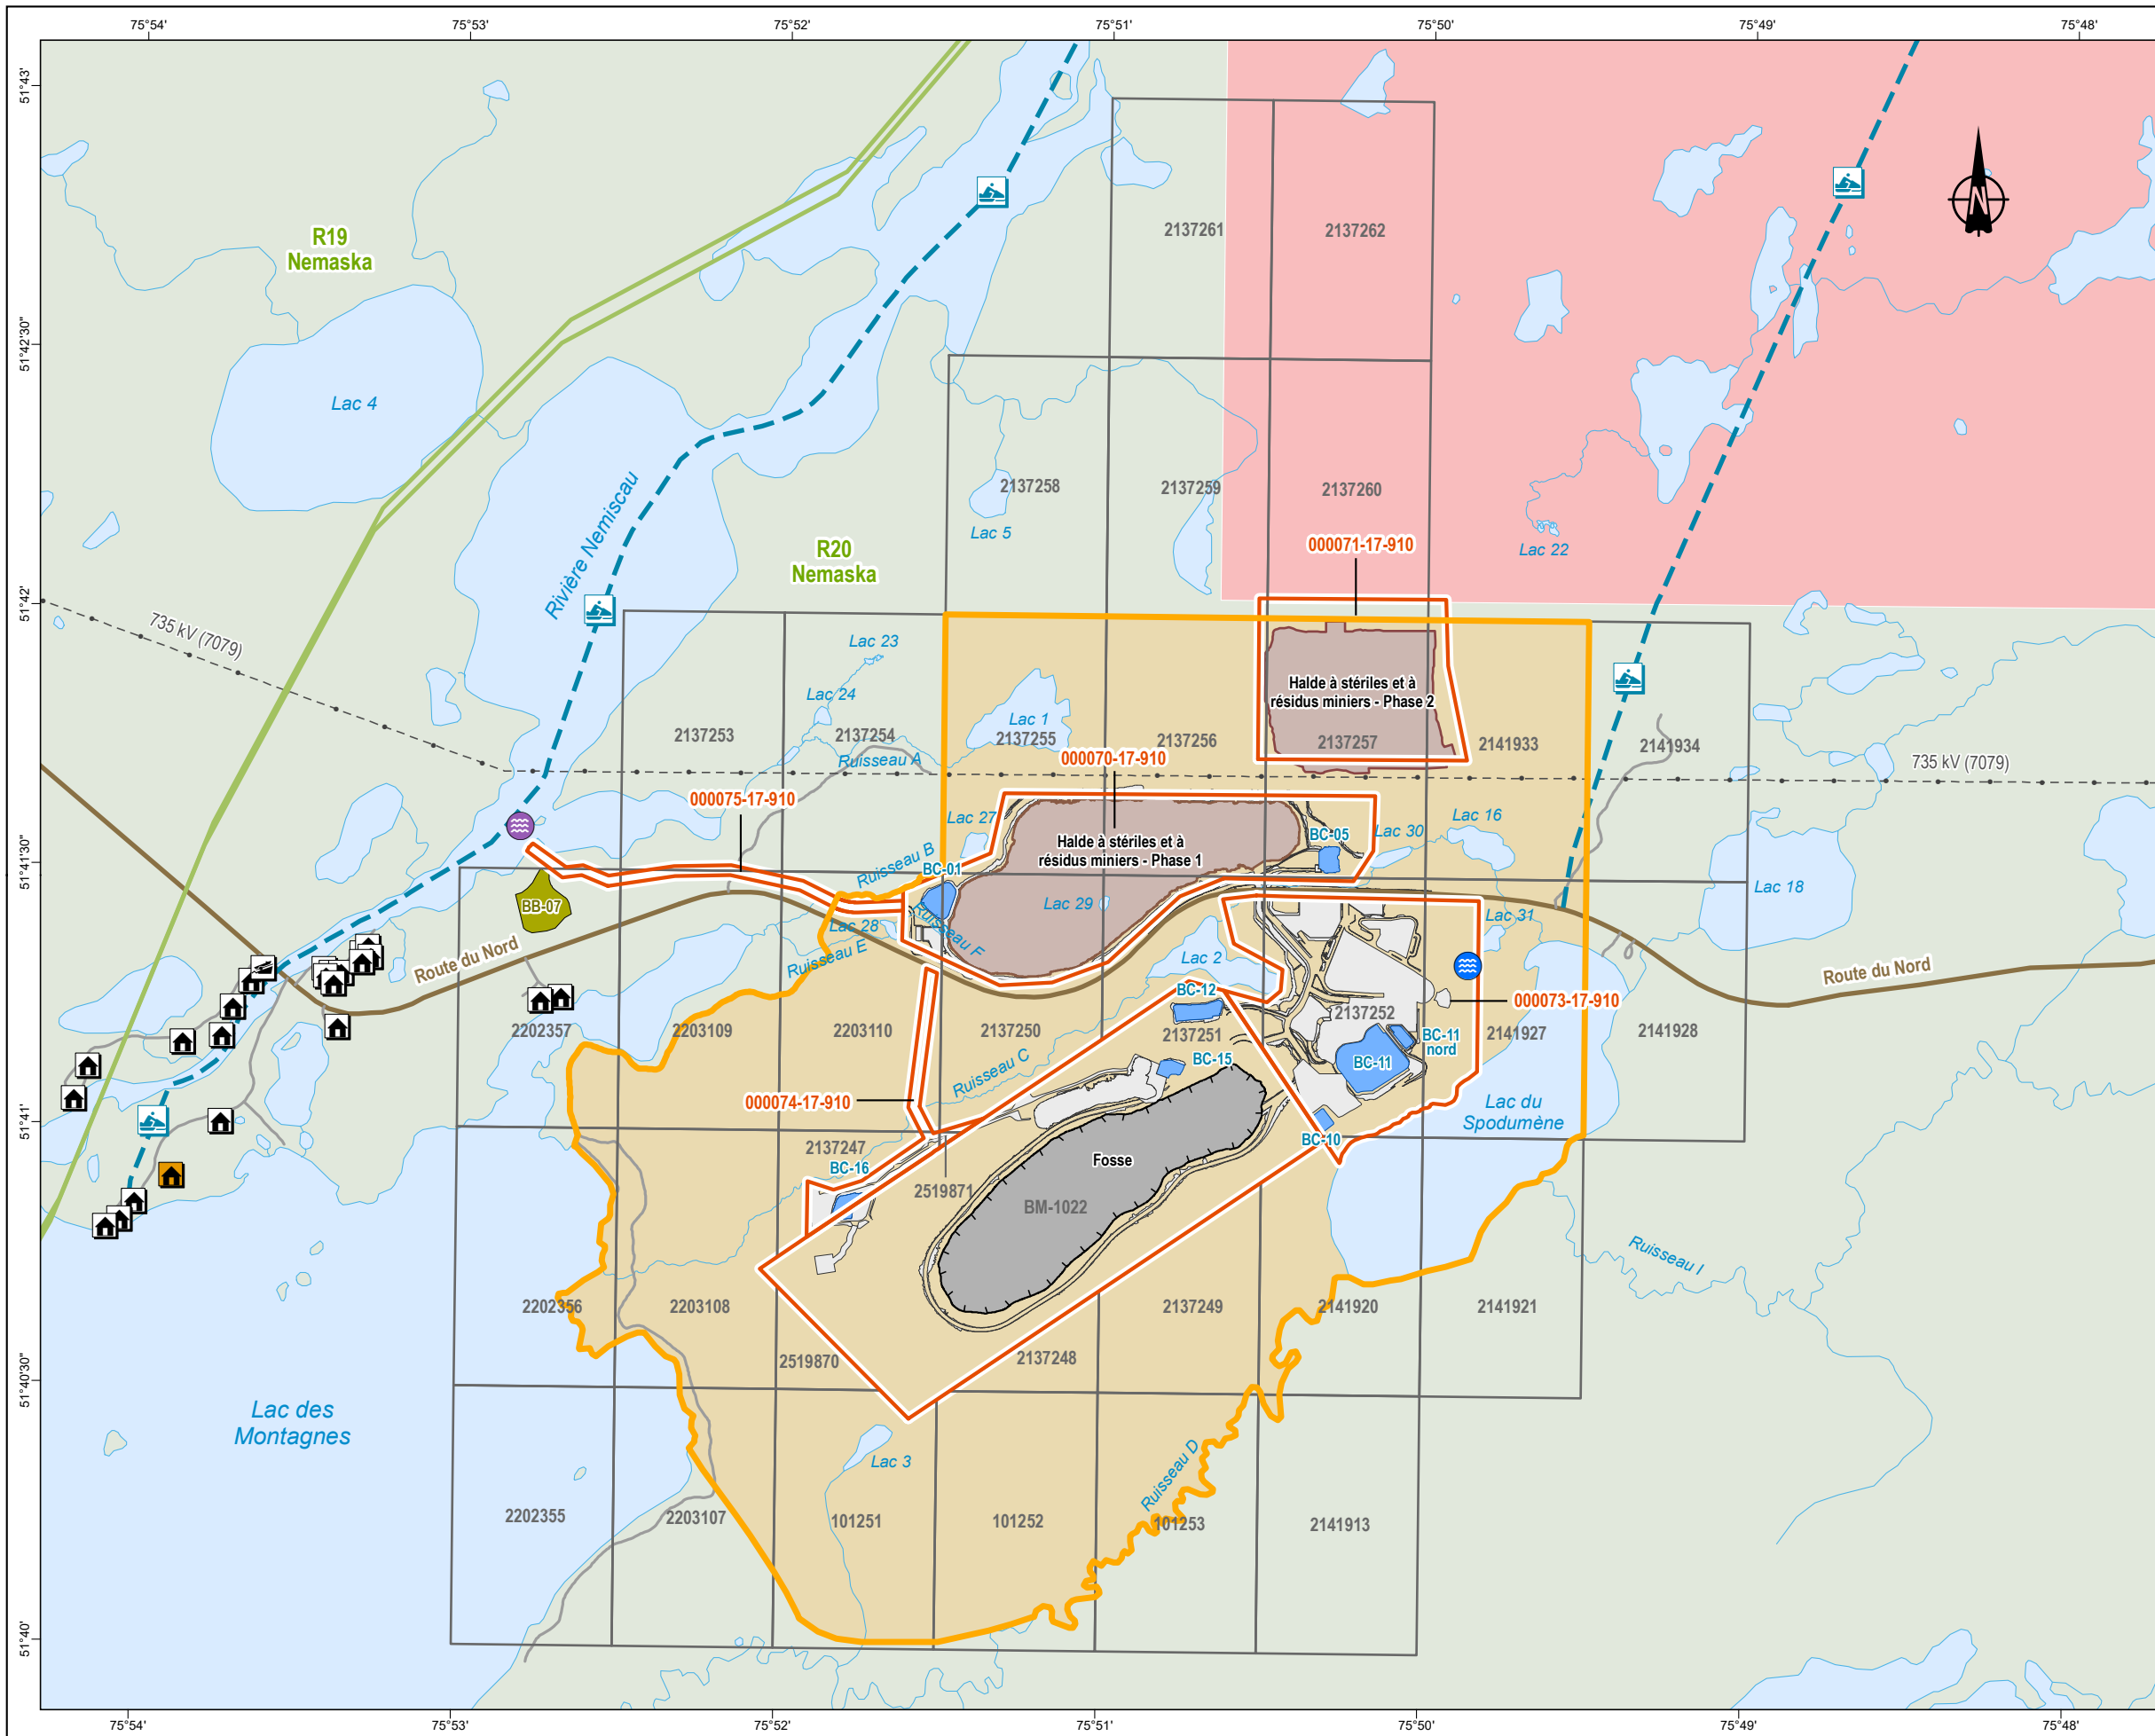 75°54'
75°53'
75°52'
75°51'
75°50'
75°49'
75°48'
51°43'
51°42'30"
51°42'
51°41'30"
51°41'
51°40'30"
51°40'
N
2137261
2137262
R19
Nemaska
Lac 4
Rivière Nemiscau
2137258
2137259
2137260
Lac 5
Lac 22
000071-17-910
R20
Nemaska
735 kV (7079)
Lac 23
Lac 24
2137253
2137254
Ruisseau A
Lac 1
2137255
2137256
Halde à stériles et à
résidus miniers - Phase 2
2137257
2141933
2141934
735 kV (7079)
000070-17-910
000075-17-910
Lac 27
Halde à stériles et à
résidus miniers - Phase 1
BC-05
Lac 30
Lac 16
Ruisseau B
BC-01
BB-07
Lac 29
Lac 18
Lac 28
Ruisseau F
Lac 31
Route du Nord
Ruisseau E
Lac 2
Route du Nord
BC-12
000073-17-910
2202357
2203109
2203110
2137250
2137251
2137252
2141927
2141928
BC-11
nord
BC-15
BC-11
Ruisseau C
000074-17-910
Lac du
Spodumène
2137247
BC-10
BC-16
Fosse
2519871
BM-1022
Ruisseau I
2202356
2203108
2137249
2141920
2141921
2519870
2137248
Lac des
Montagnes
Lac 3
Ruisseau D
2202355
2203107
101251
101252
101253
2141913
75°54'
75°53'
75°52'
75°51'
75°50'
75°49'
75°48'